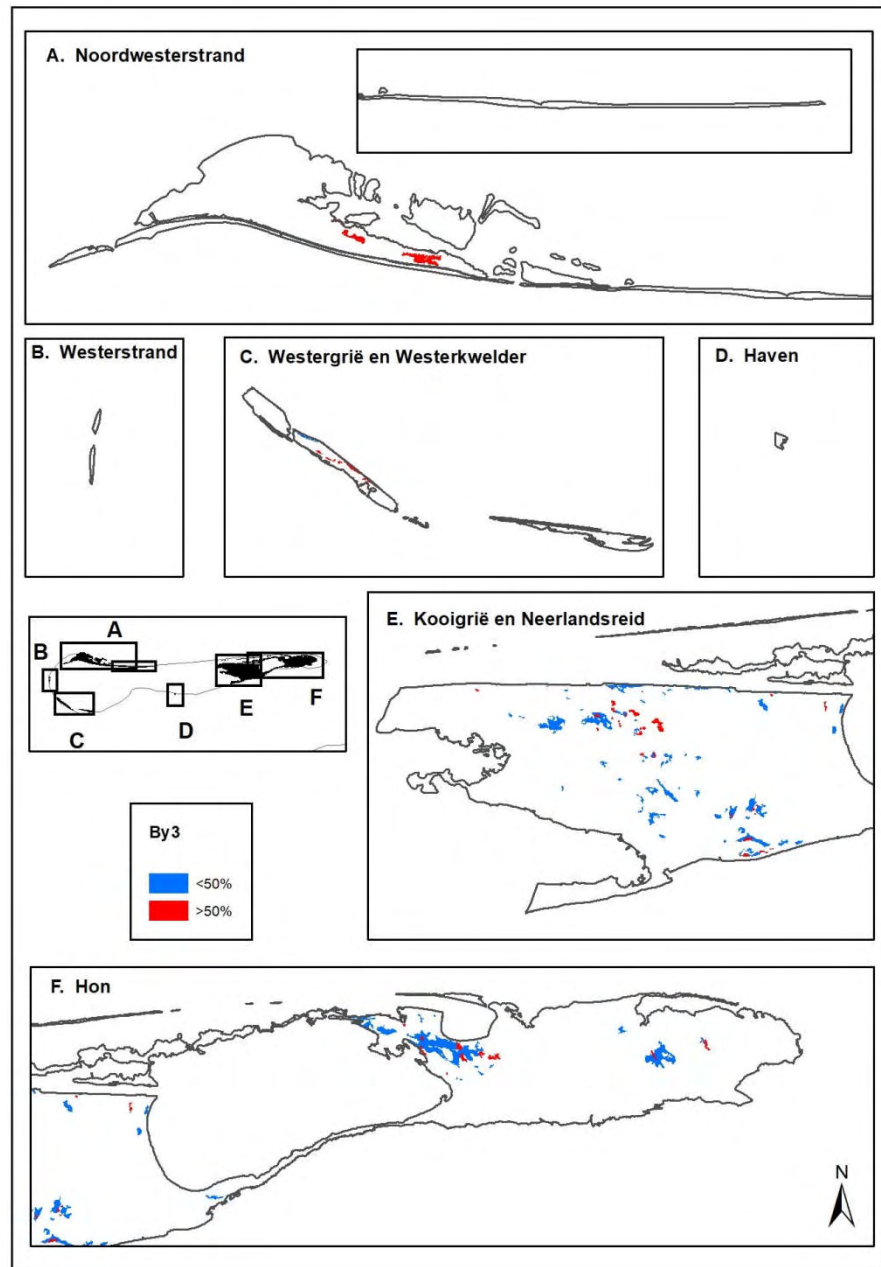 A. Noordwesterstrand
B. Westerstrand
C. Westergrië en Westerkwelder
D. Haven
A
B
C
D
E
F
E. Kooigrië en Neerlandsreid
By3
<50%
>50%
F. Hon
N